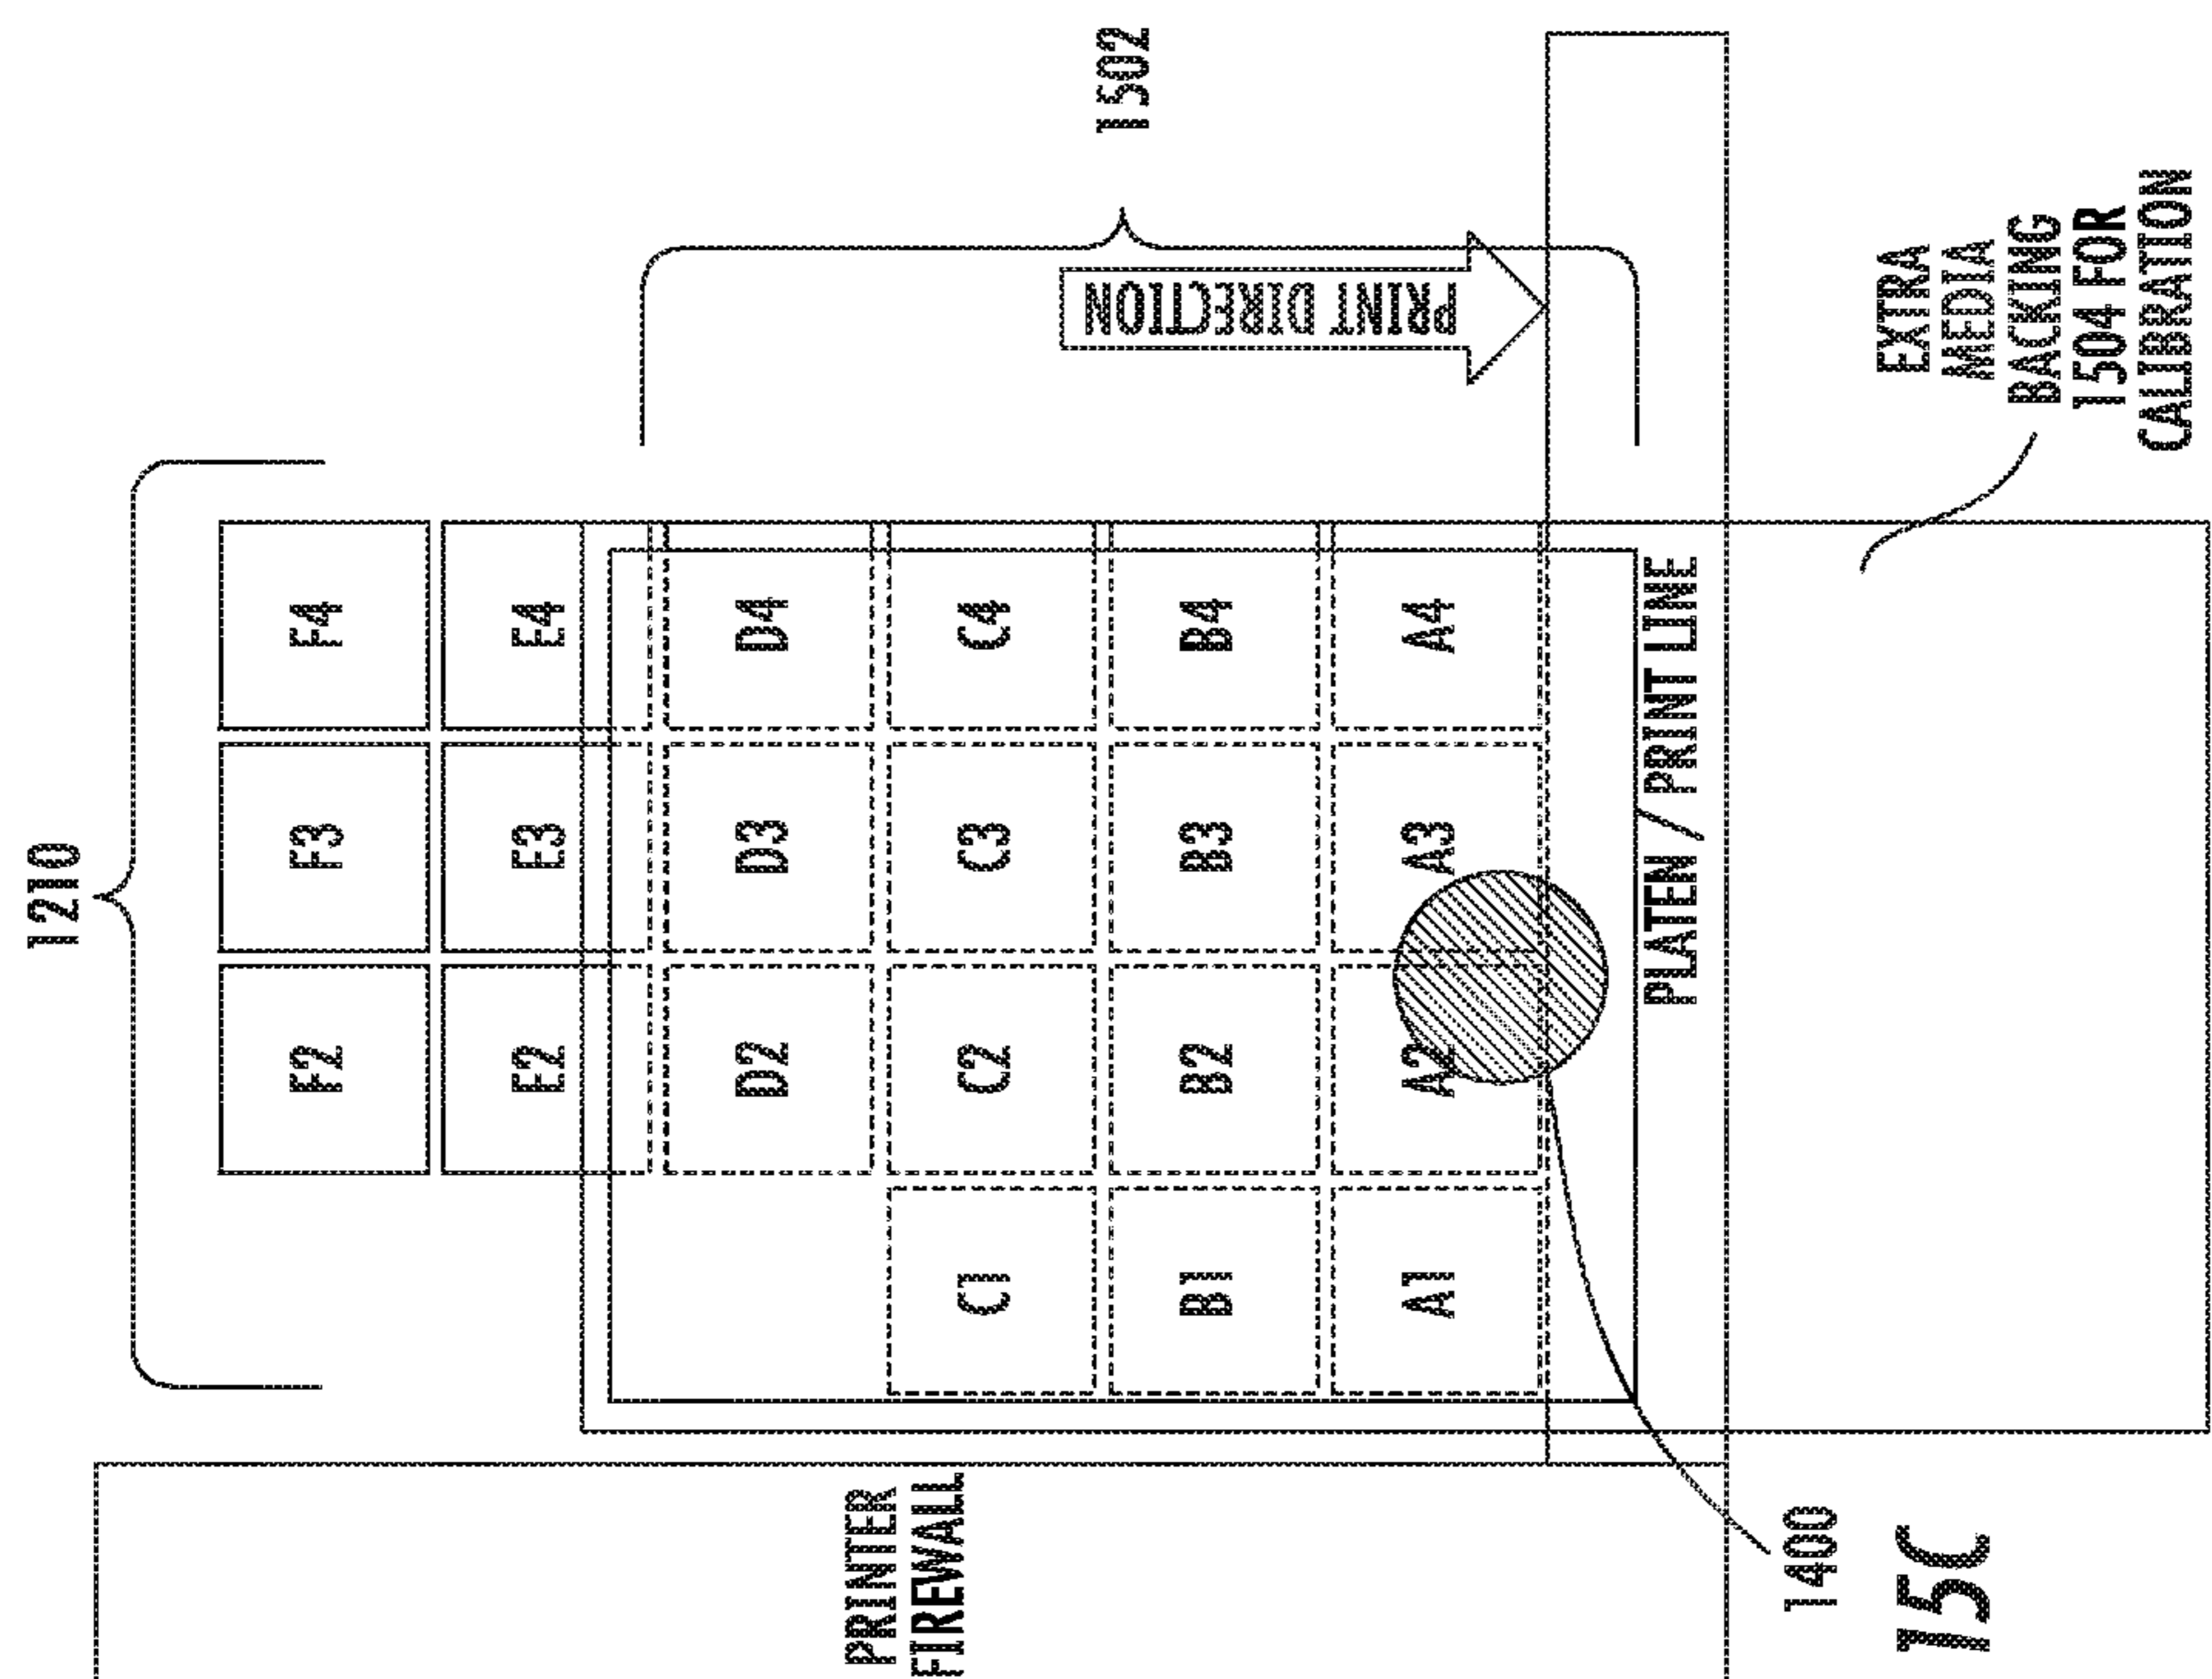 1210
F4
F3
F2
E4
E3
E2
D4
D3
D2
C4
C3
C2
C1
B4
B3
B2
B1
A4
A3
A2
A1
1502
PRINT DIRECTION
PLATEN / PRINT LINE
EXTRA
MEDIA
BACKING
1504 FOR
CALIBRATION
PRINTER
FIREWALL
1400
15C